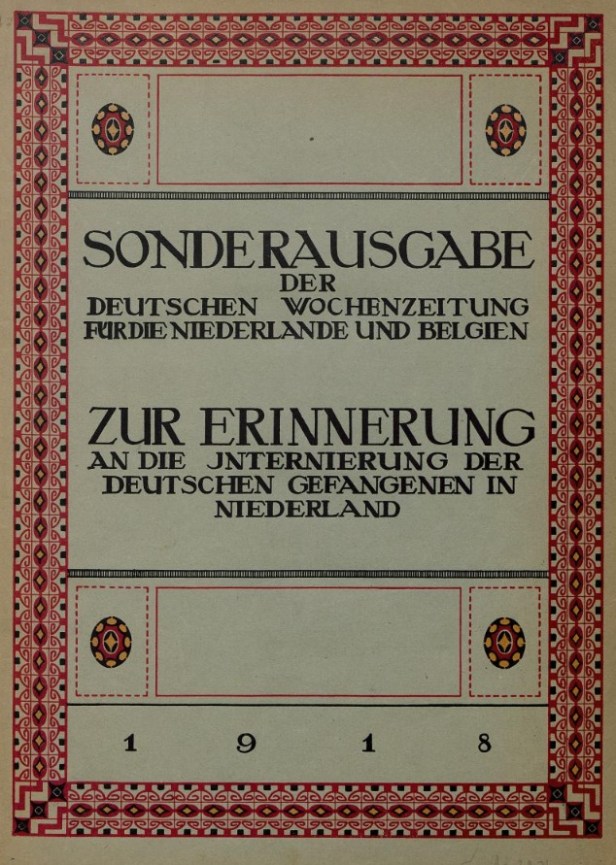 SONDERAUSGABE
DER
DEUTSCHEN WOCHENZEITUNG
FÜR DIE NIEDERLANDE UND BELGIEN
ZUR ERINNERUNG
AN DIE JNTERNIERUNG DER
DEUTSCHEN GEFANGENEN IN
NIEDERLAND
1 9 1 8